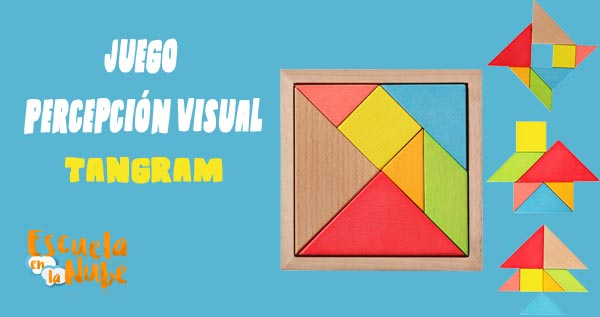 JUEGO
PERCEPCIÓN VISUAL
TANGRAM
Escuela
en la Nube